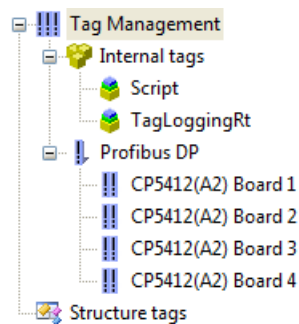 Tag Management
Internal tags
Script
TagLoggingRt
Profibus DP
CP5412(A2) Board 1
CP5412(A2) Board 2
CP5412(A2) Board 3
CP5412(A2) Board 4
Structure tags